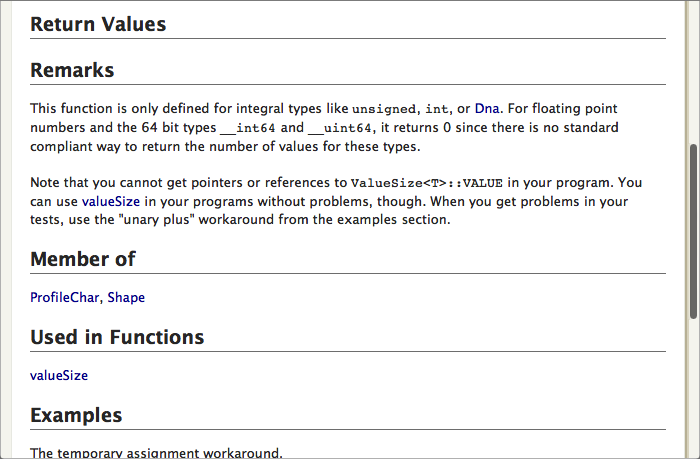 Return Values
Remarks
This function is only defined for integral types like unsigned, int, or Dna. For floating point
numbers and the 64 bit types __int64 and __uint64, it returns 0 since there is no standard
compliant way to return the number of values for these types.
Note that you cannot get pointers or references to ValueSize<T>::VALUE in your program. You
can use valueSize in your programs without problems, though. When you get problems in your
tests, use the "unary plus" workaround from the examples section.
Member of
ProfileChar, Shape
Used in Functions
valueSize
Examples
The temporary assignment workaround.